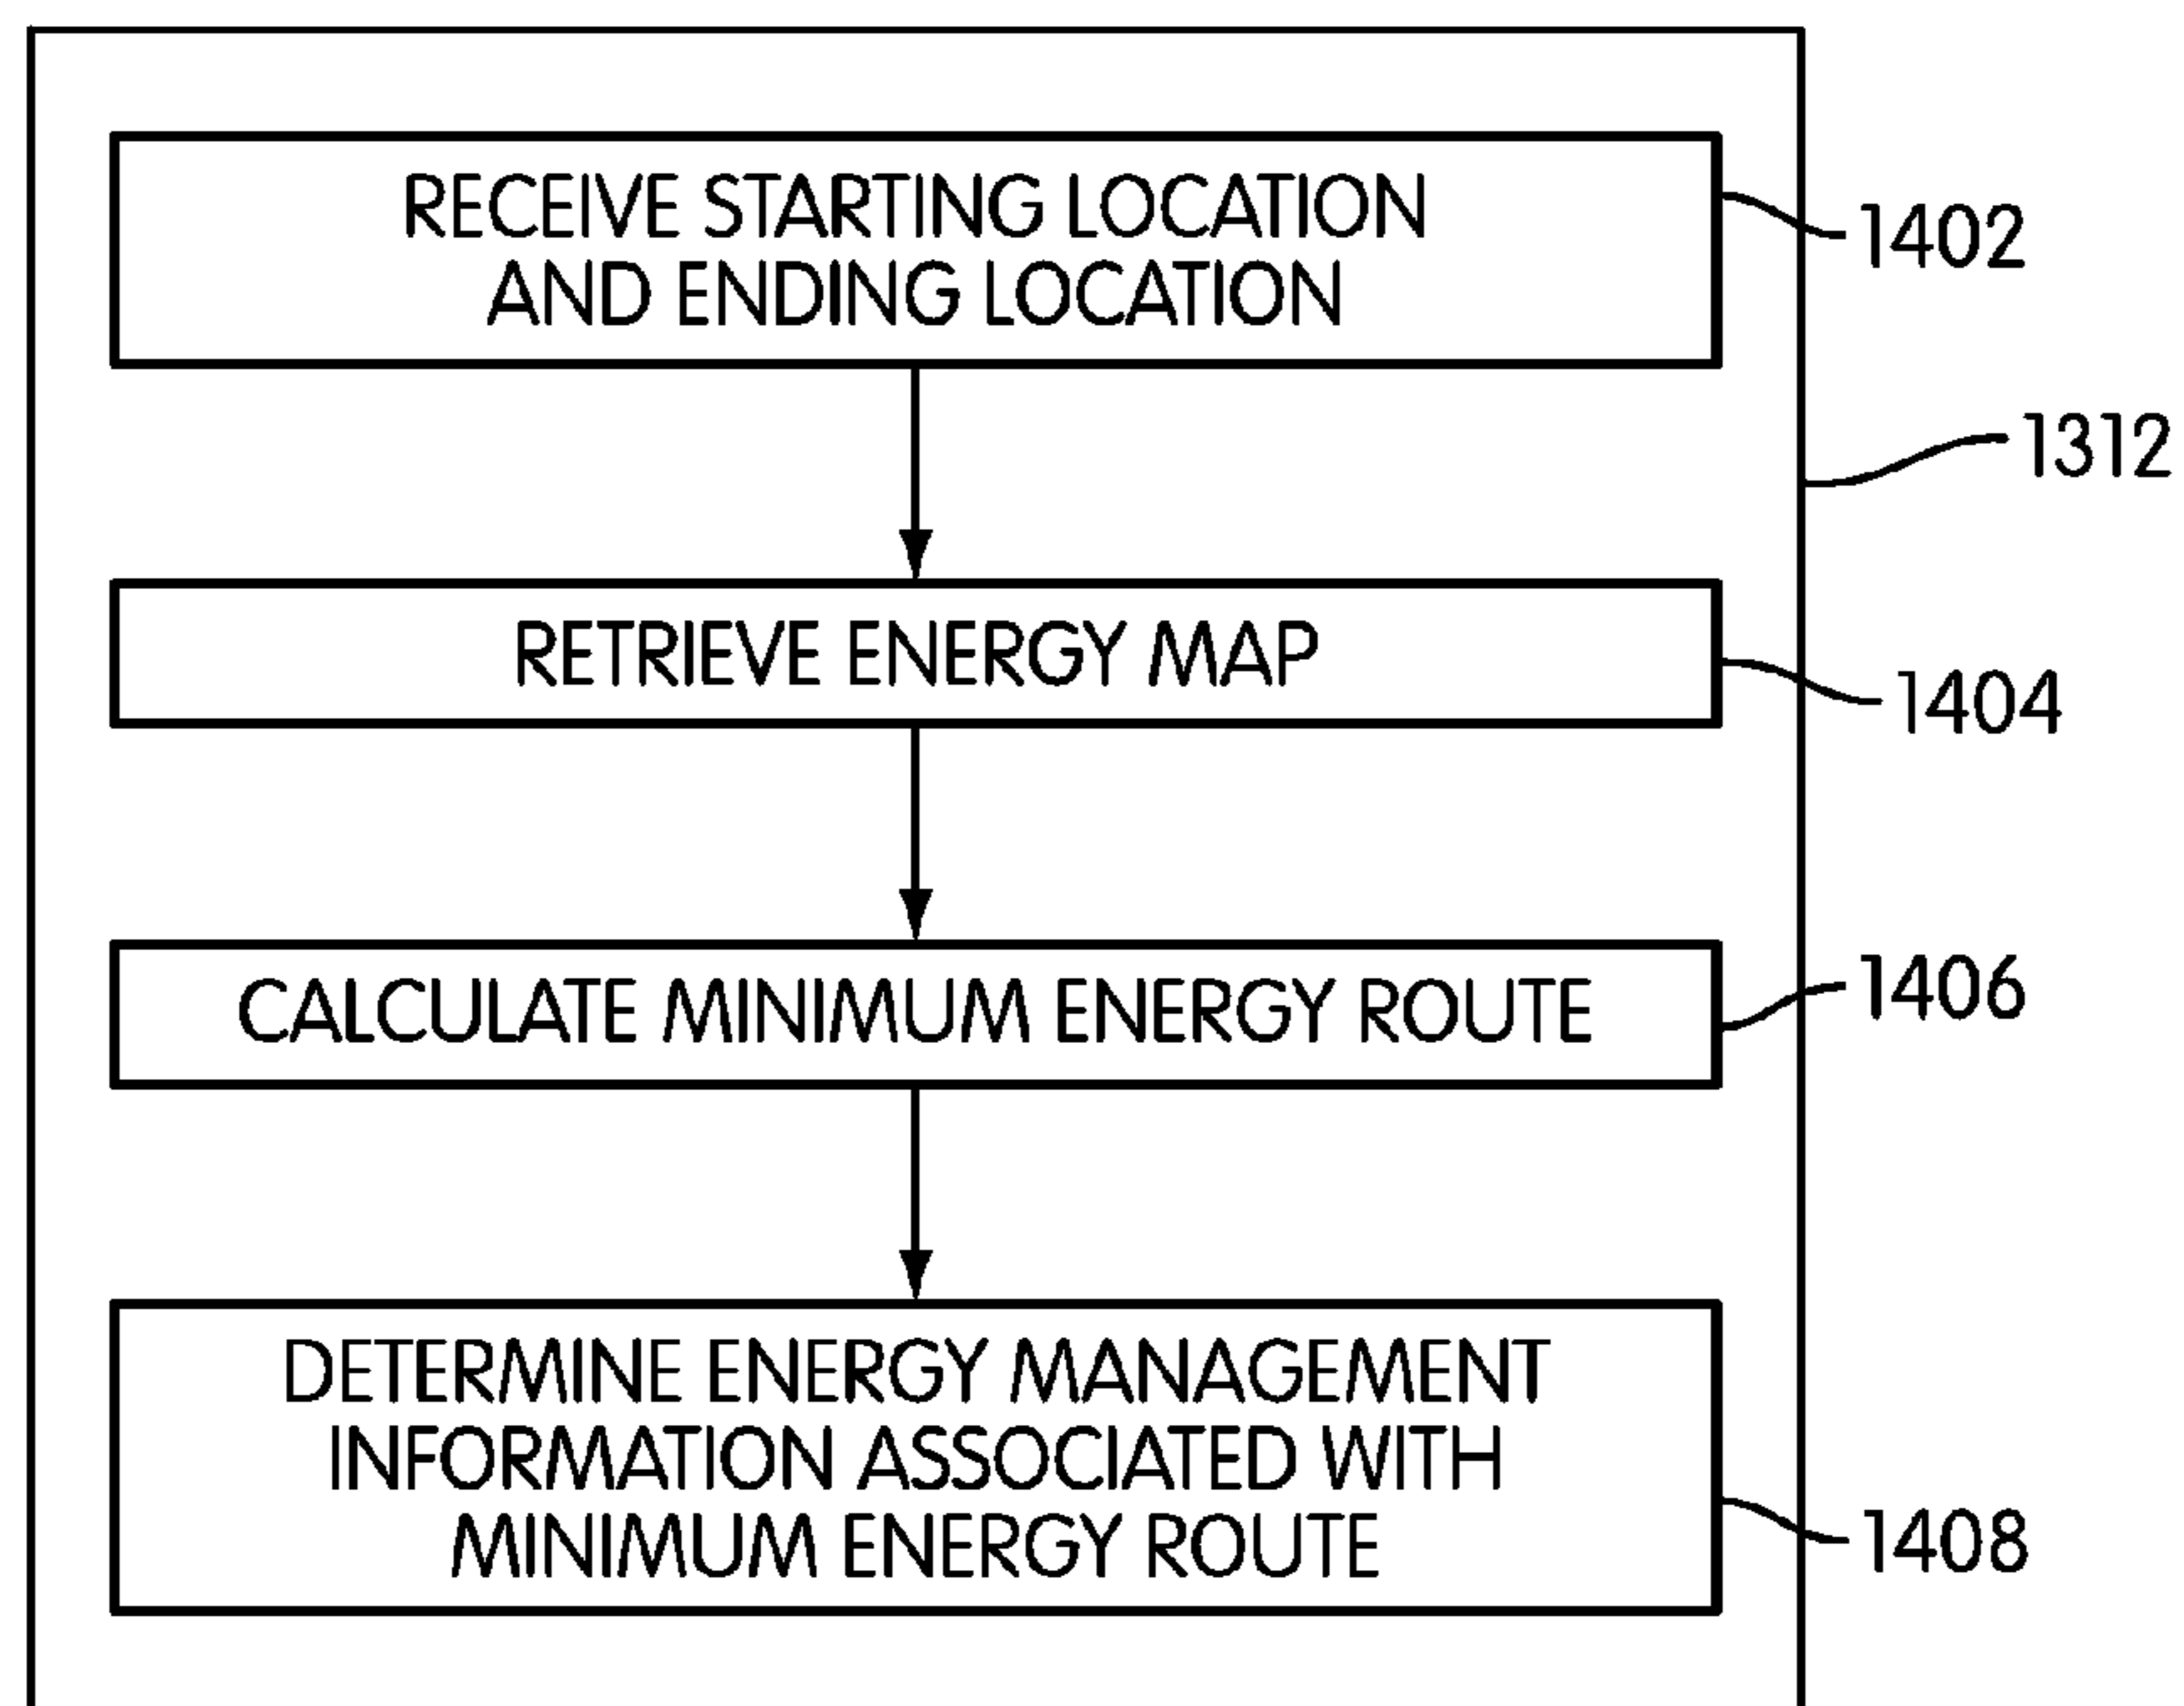 RECEIVE STARTING LOCATION
AND ENDING LOCATION
1402
1312
RETRIEVE ENERGY MAP
1404
CALCULATE MINIMUM ENERGY ROUTE
1406
DETERMINE ENERGY MANAGEMENT
INFORMATION ASSOCIATED WITH
MINIMUM ENERGY ROUTE
1408